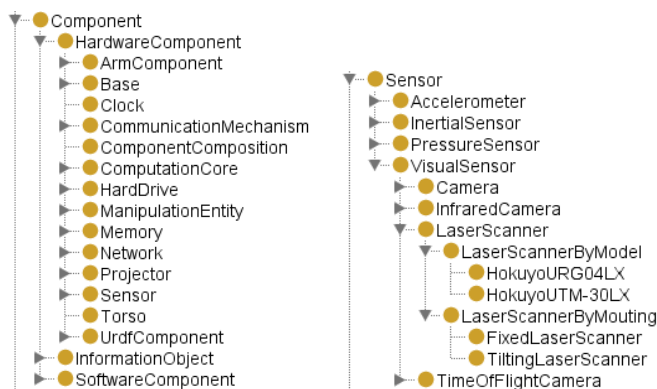 Component
HardwareComponent
ArmComponent
Base
Clock
CommunicationMechanism
ComponentComposition
ComputationCore
HardDrive
ManipulationEntity
Memory
Network
Projector
Sensor
Torso
UrdfComponent
InformationObject
SoftwareComponent
Sensor
Accelerometer
InertialSensor
PressureSensor
VisualSensor
Camera
InfraredCamera
LaserScanner
LaserScannerByModel
HokuyoURG04LX
HokuyoUTM-30LX
LaserScannerByMouting
FixedLaserScanner
TiltingLaserScanner
TimeOfFlightCamera